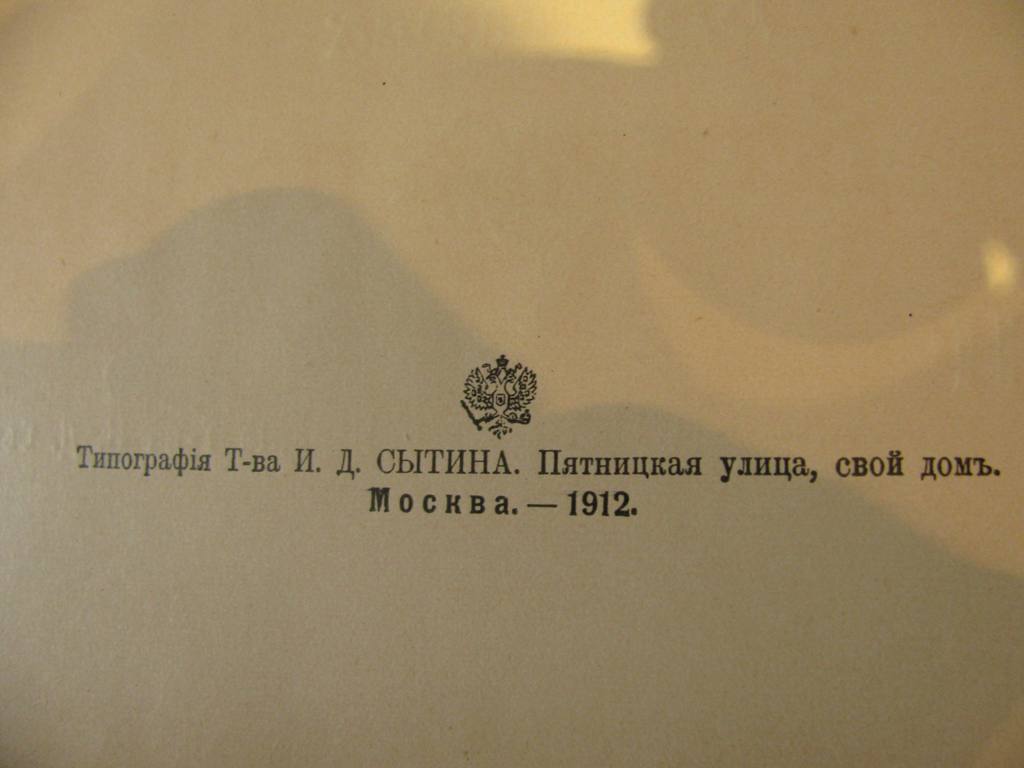 Типографія Т-ва И. Д. СЫТИНА. Пятницкая улица, свой домъ.
Москва. — 1912.